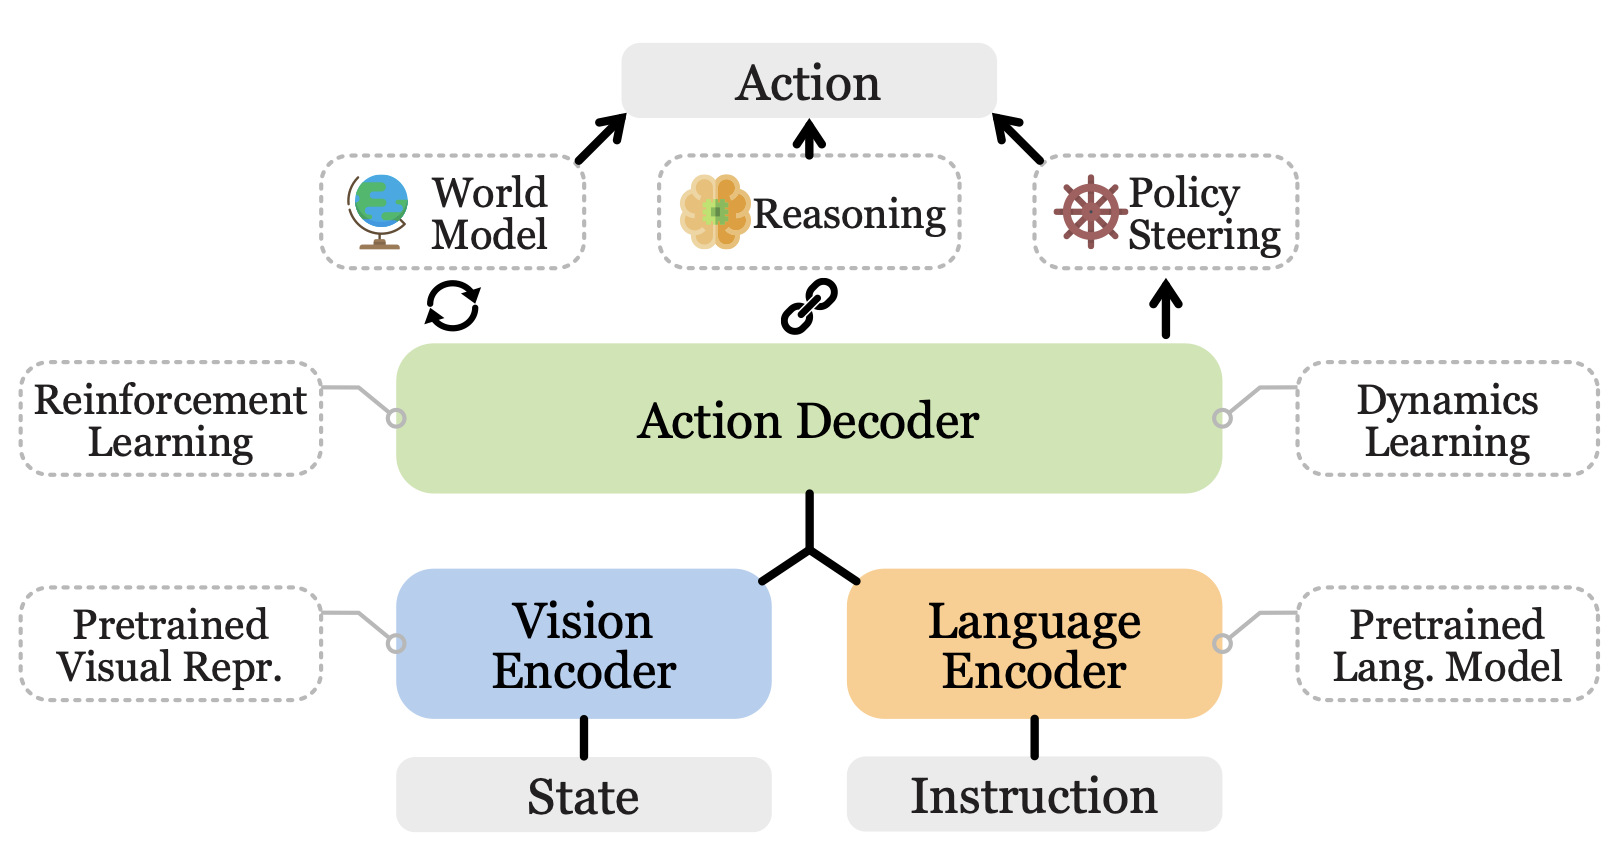 Action
World
Model
Reasoning
Policy
Steering
Reinforcement
Learning
Action Decoder
Dynamics
Learning
Pretrained
Visual Repr.
Vision
Encoder
Language
Encoder
Pretrained
Lang. Model
State
Instruction